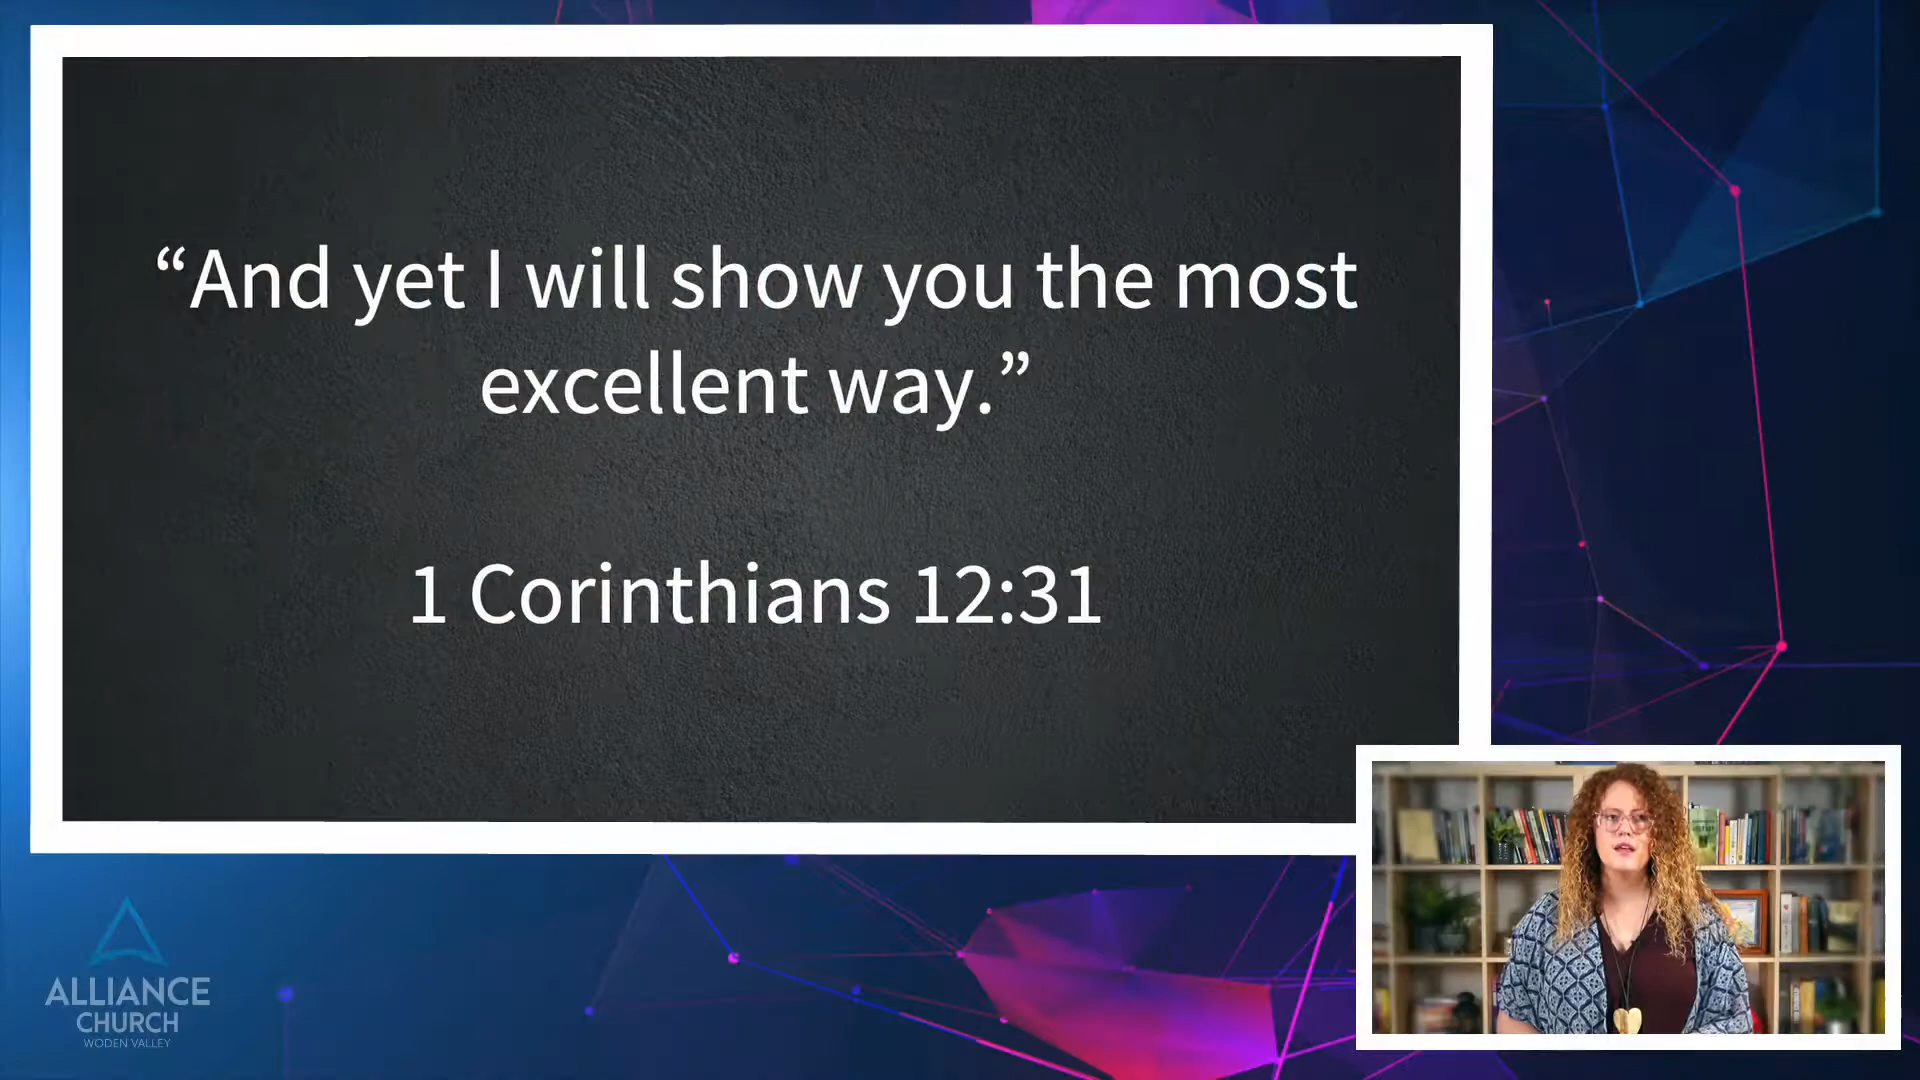 “And yet I will show you the most
excellent way.”
1 Corinthians 12:31
ALLIANCE
CHURCH
WODEN VALLEY